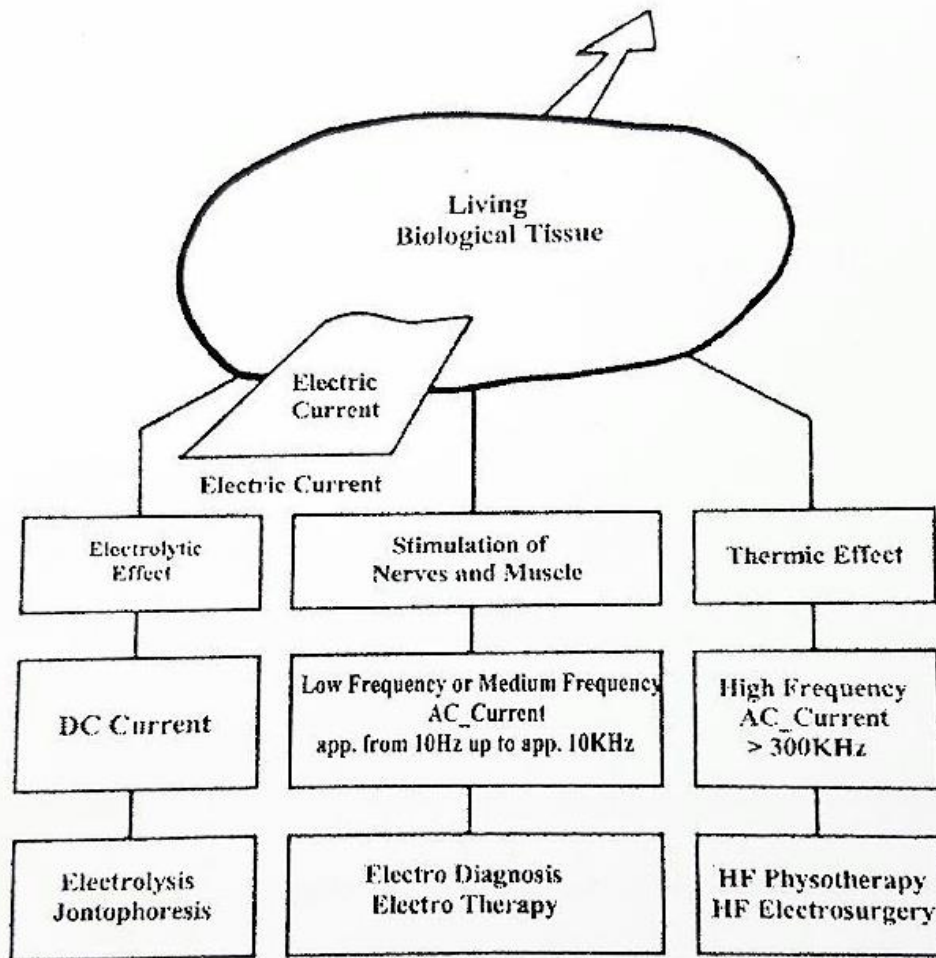 Living
Biological Tissue
Electric
Current
Electric Current
Electrolytic
Effect
Stimulation of
Nerves and Muscle
Thermic Effect
DC Current
Low Frequency or Medium Frequency
AC_Current
app. from 10Hz up to app. 10KHz
High Frequency
AC_Current
> 300KHz
Electrolysis
Jontophoresis
Electro Diagnosis
Electro Therapy
HF Physotherapy
HF Electrosurgery